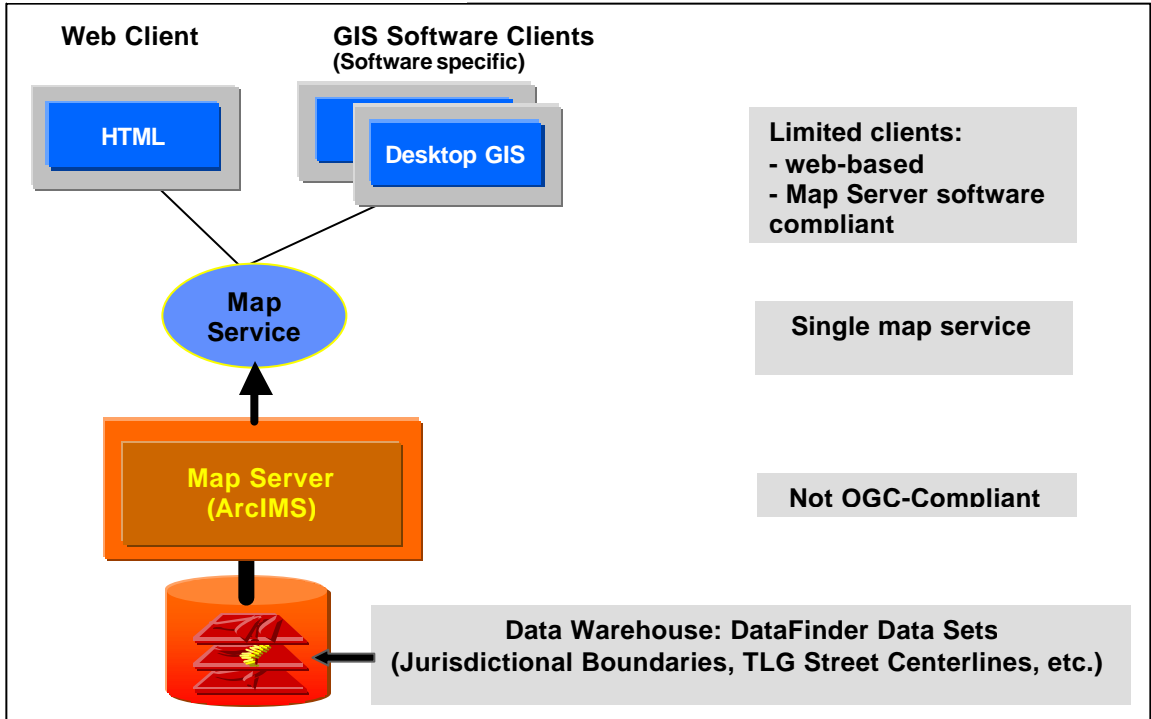 Web Client
GIS Software Clients
(Software specific)
HTML
Desktop GIS
Limited clients:
- web-based
- Map Server software
compliant
Map
Service
Single map service
Map Server
(ArcIMS)
Not OGC-Compliant
Data Warehouse: DataFinder Data Sets
(Jurisdictional Boundaries, TLG Street Centerlines, etc.)